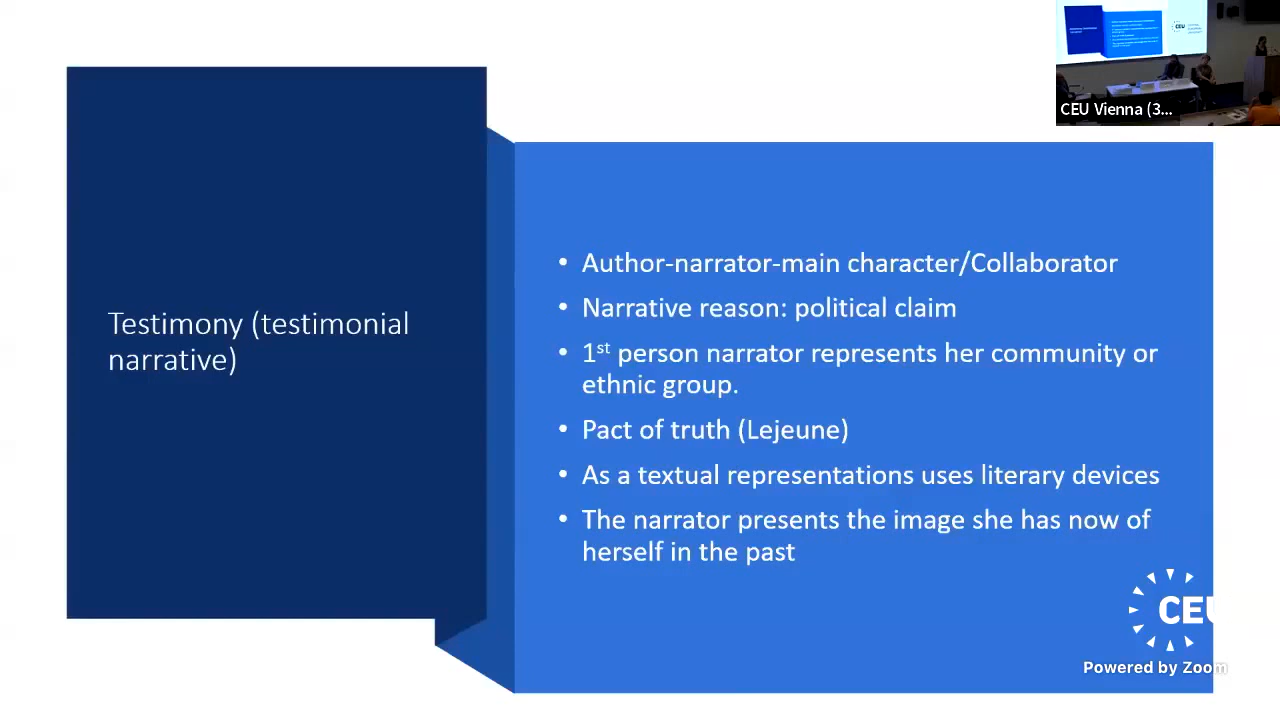 CEU Vienna (3...
Testimony (testimonial
narrative)
• Author-narrator-main character/Collaborator
• Narrative reason: political claim
• 1st person narrator represents her community or
ethnic group.
• Pact of truth (Lejeune)
• As a textual representations uses literary devices
• The narrator presents the image she has now of
herself in the past
CEU
Powered by Zoom